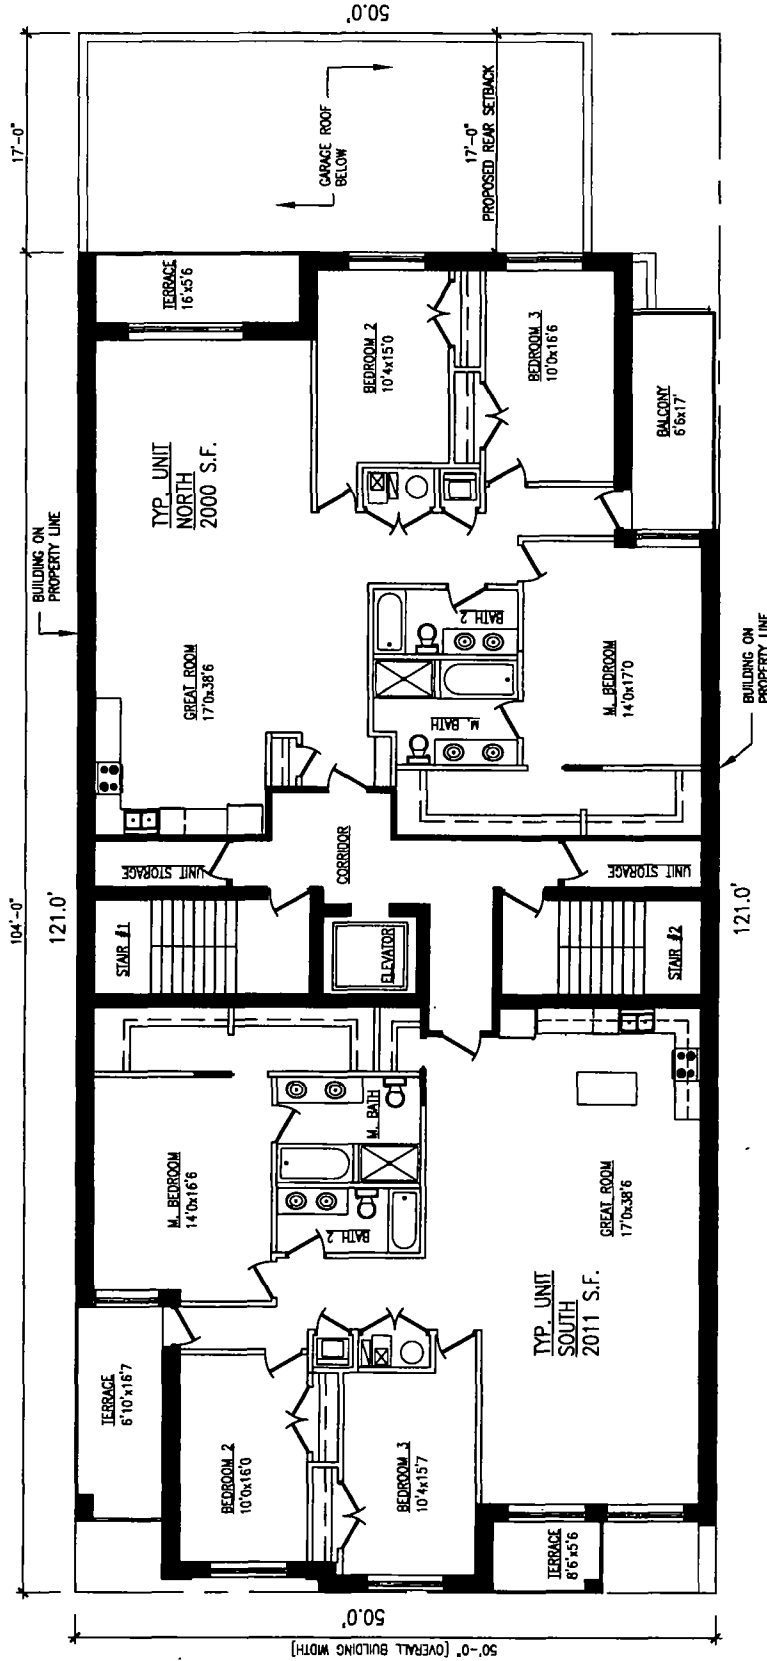 50.0'
17'-0"
GARAGE ROOF
BELOW
17'-0"
PROPOSED REAR SETBACK
TERRACE
16'x5'6
BEDROOM 2
10'4x15'0
BEDROOM 3
10'0x16'6
BALCONY
6'6x17'
TYP. UNIT
NORTH
2000 S.F.
BUILDING ON
PROPERTY LINE
GREAT ROOM
17'0x38'6
BATH 2
M. BATH
M. BEDROOM
14'0x17'0
BUILDING ON
PROPERTY LINE
104'-0"
121.0'
UNIT STORAGE
CORRIDOR
UNIT STORAGE
STAIR #1
ELEVATOR
STAIR #2
121.0'
M. BEDROOM
14'0x16'6
M. BATH
BATH 2
GREAT ROOM
17'0x38'6
TYP. UNIT
SOUTH
2011 S.F.
TERRACE
6'10'x16'7
BEDROOM 2
10'0x16'0
BEDROOM 3
10'4x15'7
TERRACE
8'6'x5'6
50.0'
50'-0" [OVERALL BUILDING WIDTH]